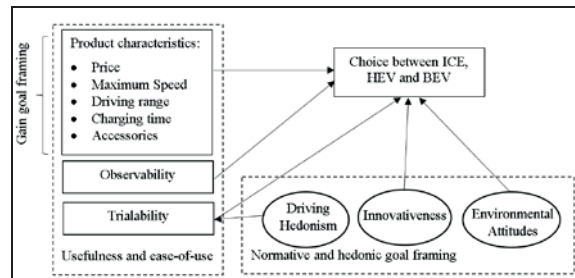 Gain goal framing
Product characteristics:
• Price
• Maximum Speed
• Driving range
• Charging time
• Accessories
Observability
Trialability
Usefulness and ease-of-use
Choice between ICE,
HEV and BEV
Driving
Hedonism
Innovativeness
Environmental
Attitudes
Normative and hedonic goal framing